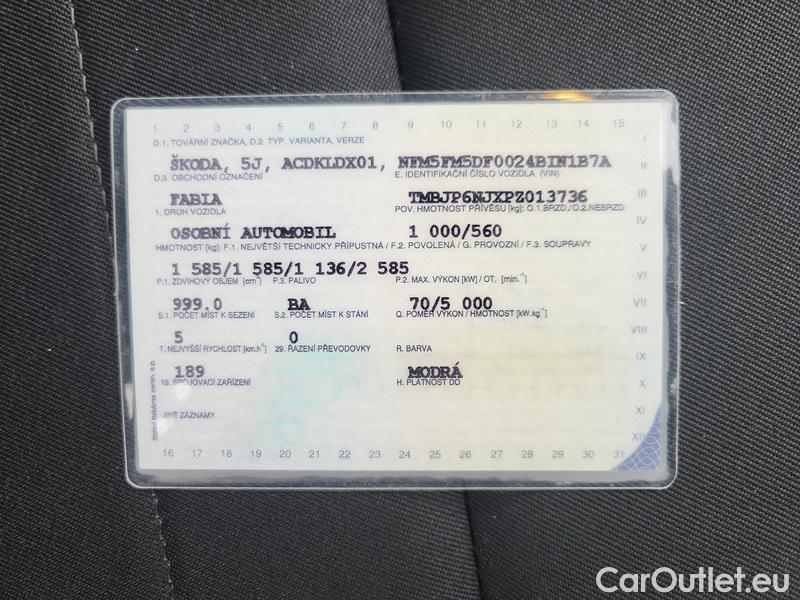 1 2 3 4 5 6 7 8 9 10 11 12 13 14 15
D.1. TOVÁRNÍ ZNAČKA, D.2. TYP, VARIANTA, VERZE I
ŠKODA, 5J, ACDKLDX01, NFM5FM5DF0024BIN1B7A II
D.3. OBCHODNÍ OZNAČENÍ E. IDENTIFIKAČNÍ ČÍSLO VOZIDLA (VIN)
FABIA TMBJP6NJXPZ013736 III
1. DRUH VOZIDLA POV. HMOTNOST PŘÍVĚSU [kg]: O.1.BRZD./O.2.NEBRZD.
OSOBNÍ AUTOMOBIL 1 000/560 IV
HMOTNOST [kg]: F.1. NEJVĚTŠÍ TECHNICKY PŘÍPUSTNÁ / F.2. POVOLENÁ / G. PROVOZNÍ / F.3. SOUPRAVY V
1 585/1 585/1 136/2 585 VI
P.1. ZDVIHOVÝ OBJEM [cm³] P.3. PALIVO P.2. MAX. VÝKON [kW] / OT. [min.⁻¹]
999.0 BA 70/5 000 VII
S.1. POČET MÍST K SEZENÍ S.2. POČET MÍST K STÁNÍ Q. POMĚR VÝKON / HMOTNOST [kW.kg⁻¹]
5 0 VIII
T. NEJVYŠŠÍ RYCHLOST [km.h⁻¹] 29. ŘAZENÍ PŘEVODOVKY R. BARVA IX
189 MODRÁ
19. SPOJOVACÍ ZAŘÍZENÍ H. PLATNOST DO X
JINÉ ZÁZNAMY XI
XII
16 17 18 19 20 21 22 23 24 25 26 27 28 29 30 31
Státní tiskárna cenin, s.p.
CarOutlet.eu